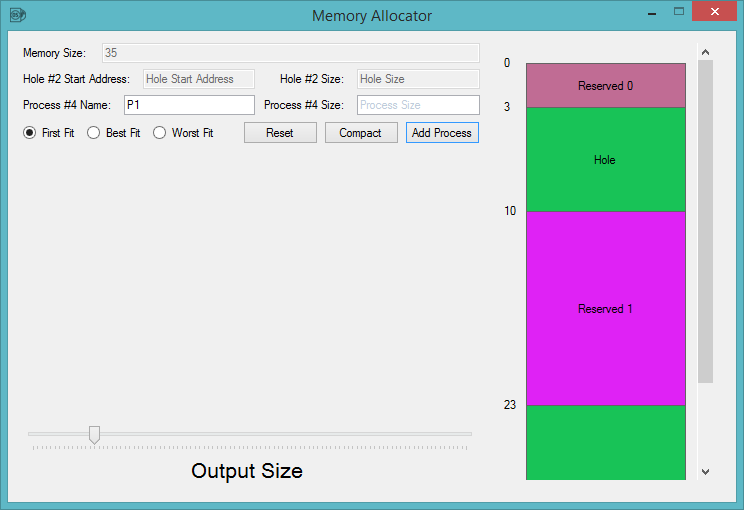 Memory Allocator
Memory Size: 35
Hole #2 Start Address: Hole Start Address Hole #2 Size: Hole Size
Process #4 Name: P1 Process #4 Size: Process Size
First Fit Best Fit Worst Fit Reset Compact Add Process
Output Size
0
Reserved 0
3
Hole
10
Reserved 1
23